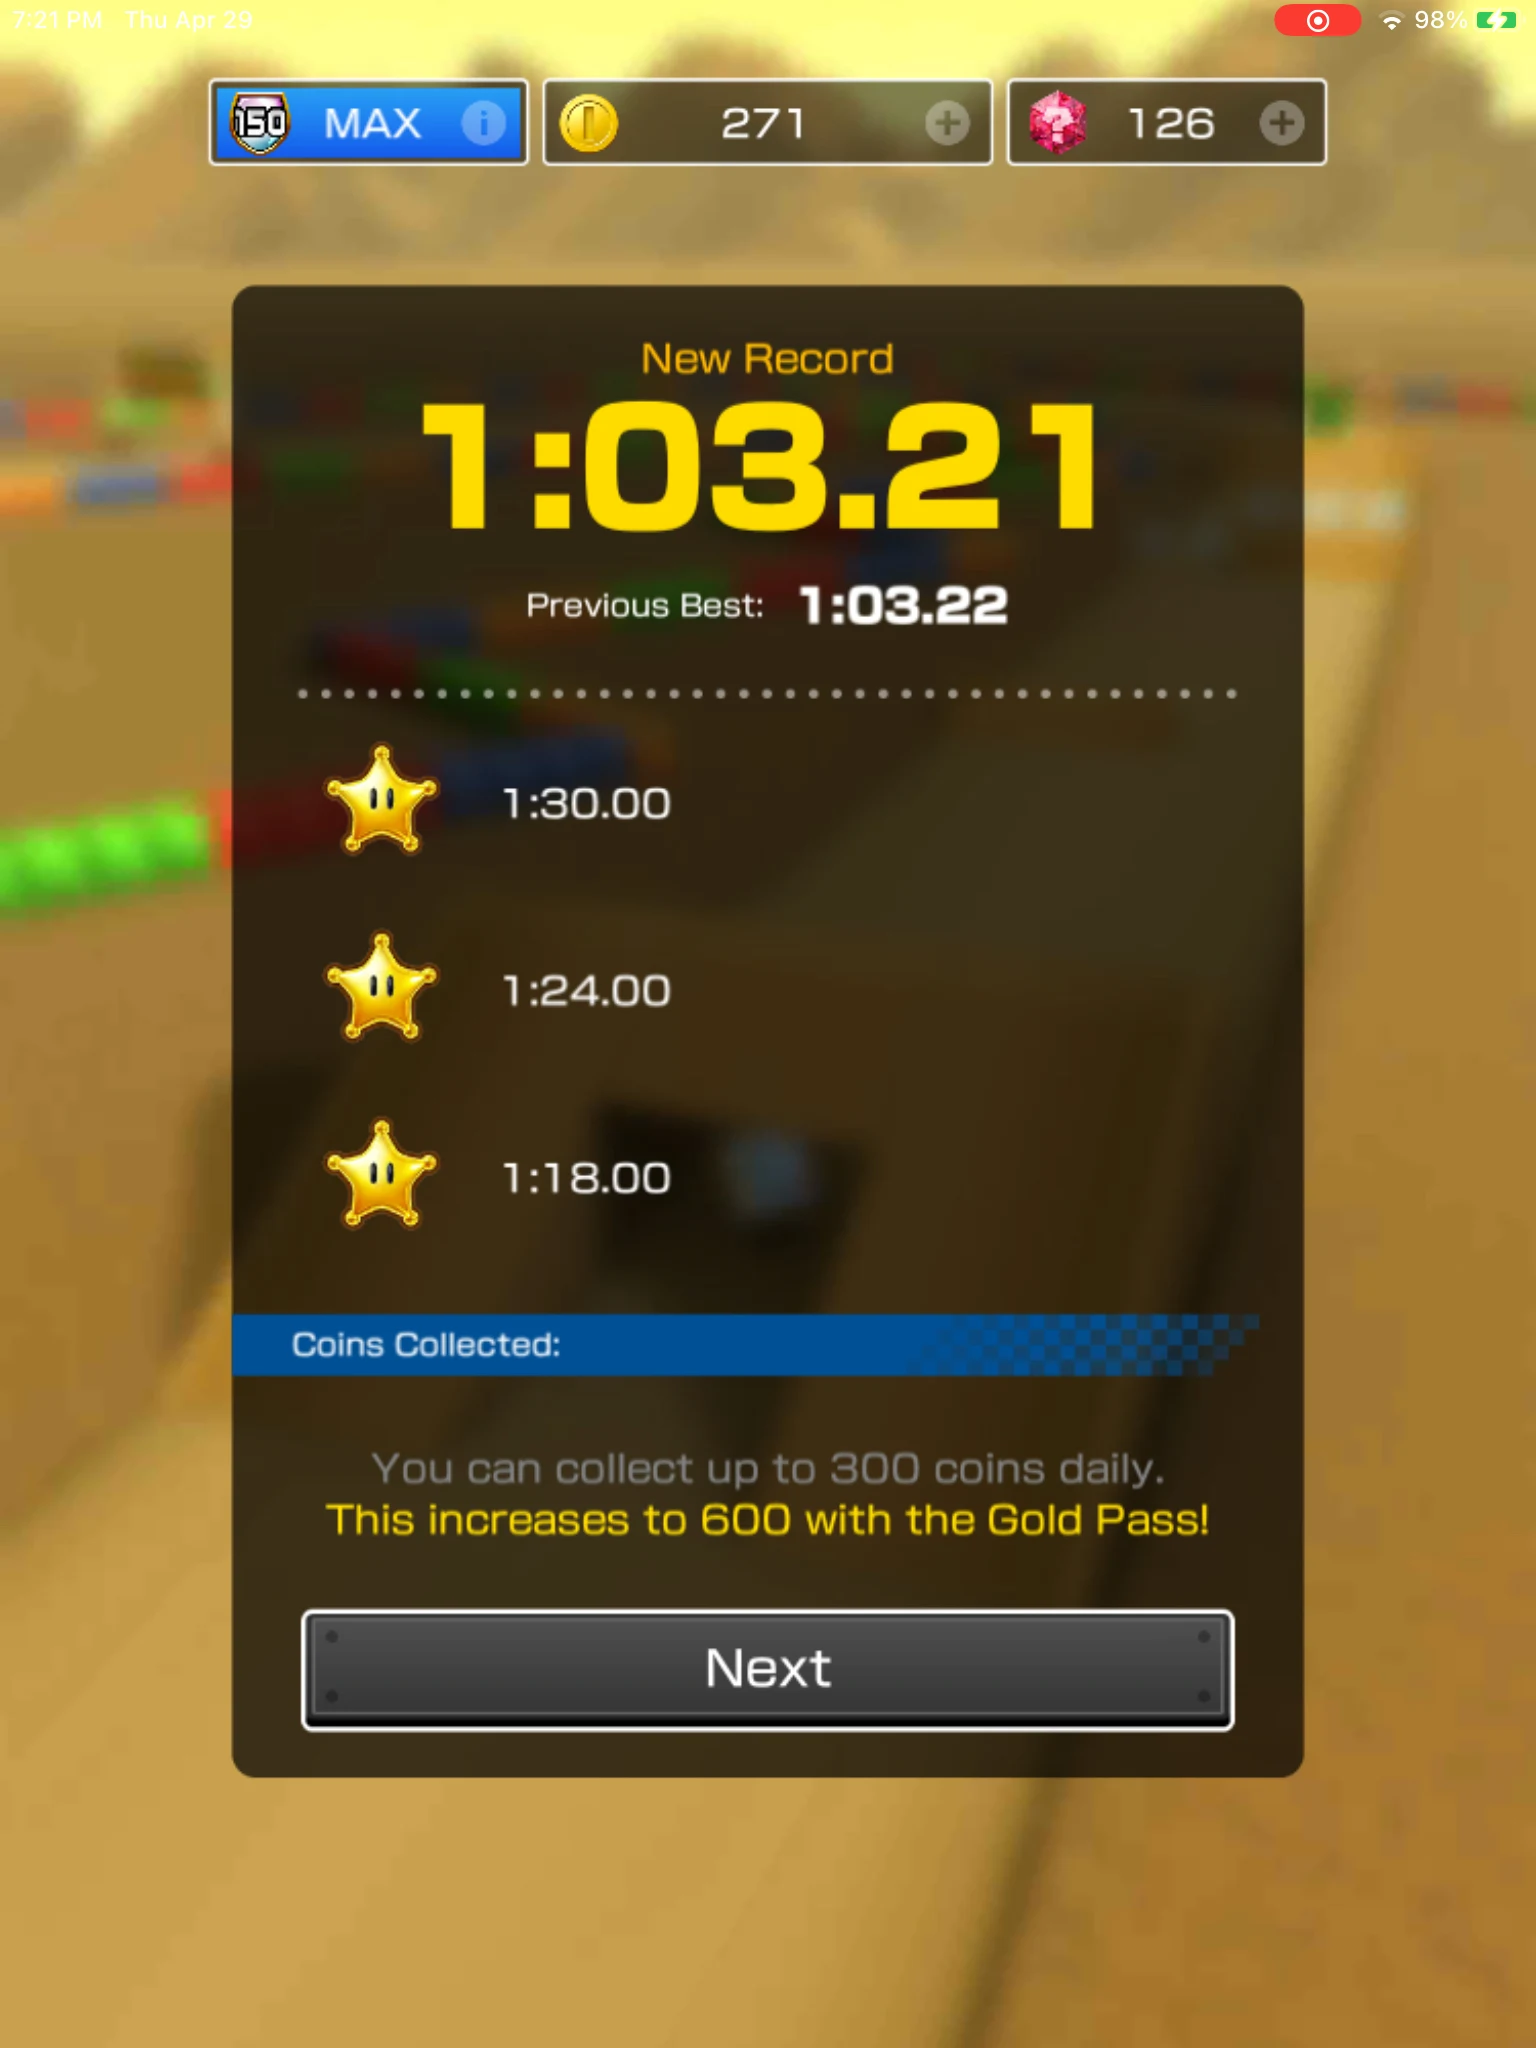 7:21 PM Thu Apr 29 98%
150 MAX i 271 + ? 126 +
New Record
1:03.21
Previous Best: 1:03.22
1:30.00
1:24.00
1:18.00
Coins Collected:
You can collect up to 300 coins daily.
This increases to 600 with the Gold Pass!
Next